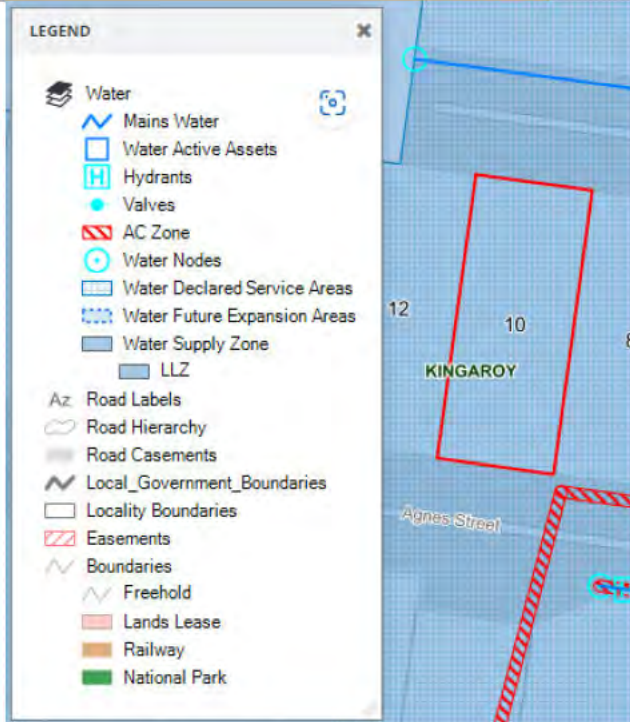 LEGEND
Water
Mains Water
Water Active Assets
H Hydrants
Valves
AC Zone
Water Nodes
Water Declared Service Areas
Water Future Expansion Areas
Water Supply Zone
LLZ
Az Road Labels
Road Hierarchy
Road Casements
Local_Government_Boundaries
Locality Boundaries
Easements
Boundaries
Freehold
Lands Lease
Railway
National Park
12
10
KINGAROY
Agnes Street